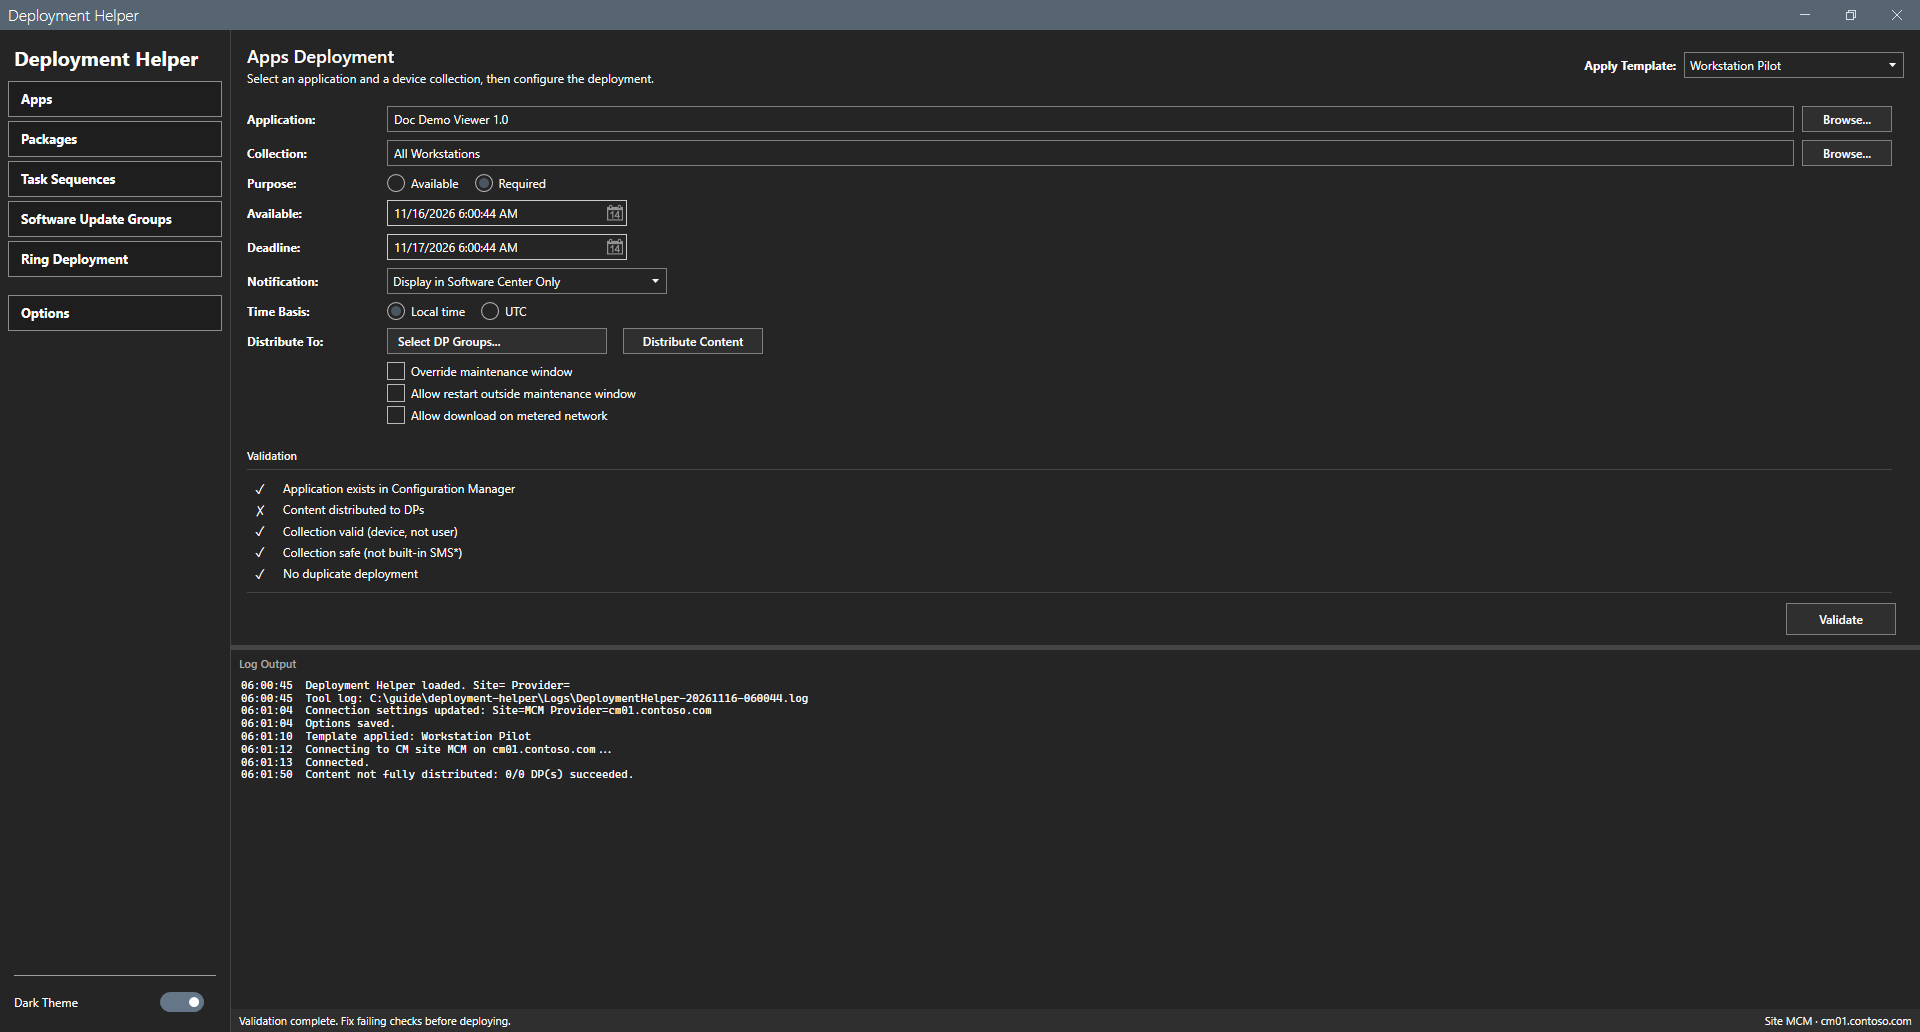 Deployment Helper
Deployment Helper
Apps
Packages
Task Sequences
Software Update Groups
Ring Deployment
Options
Dark Theme
Apps Deployment
Select an application and a device collection, then configure the deployment.
Apply Template: Workstation Pilot
Application: Doc Demo Viewer 1.0 Browse...
Collection: All Workstations Browse...
Purpose: Available Required
Available: 11/16/2026 6:00:44 AM 14
Deadline: 11/17/2026 6:00:44 AM 14
Notification: Display in Software Center Only
Time Basis: Local time UTC
Distribute To: Select DP Groups... Distribute Content
Override maintenance window
Allow restart outside maintenance window
Allow download on metered network
Validation
✓ Application exists in Configuration Manager
✗ Content distributed to DPs
✓ Collection valid (device, not user)
✓ Collection safe (not built-in SMS*)
✓ No duplicate deployment
Validate
Log Output
06:00:45 Deployment Helper loaded. Site= Provider=
06:00:45 Tool log: C:\guide\deployment-helper\Logs\DeploymentHelper-20261116-060044.log
06:01:04 Connection settings updated: Site=MCM Provider=cm01.contoso.com
06:01:04 Options saved.
06:01:10 Template applied: Workstation Pilot
06:01:12 Connecting to CM site MCM on cm01.contoso.com...
06:01:13 Connected.
06:01:50 Content not fully distributed: 0/0 DP(s) succeeded.
Validation complete. Fix failing checks before deploying.
Site MCM · cm01.contoso.com